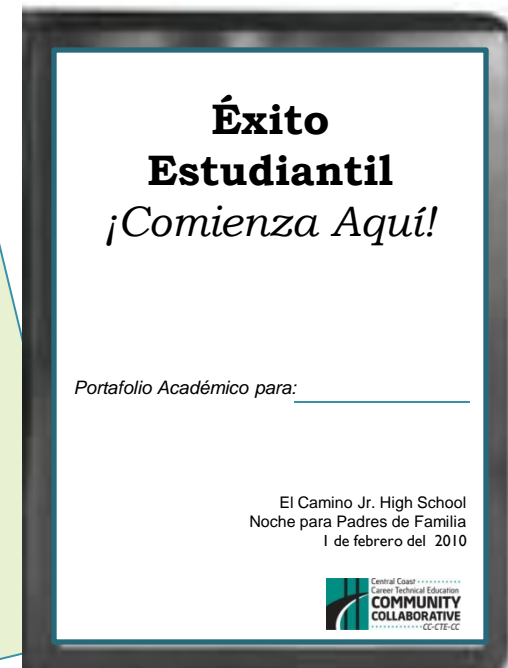 Éxito
Estudiantil
¡Comienza Aquí!
Portafolio Académico para:
El Camino Jr. High School
Noche para Padres de Familia
1 de febrero del 2010
Central Coast
Career Technical Education
COMMUNITY
COLLABORATIVE
CC-CTE-CC